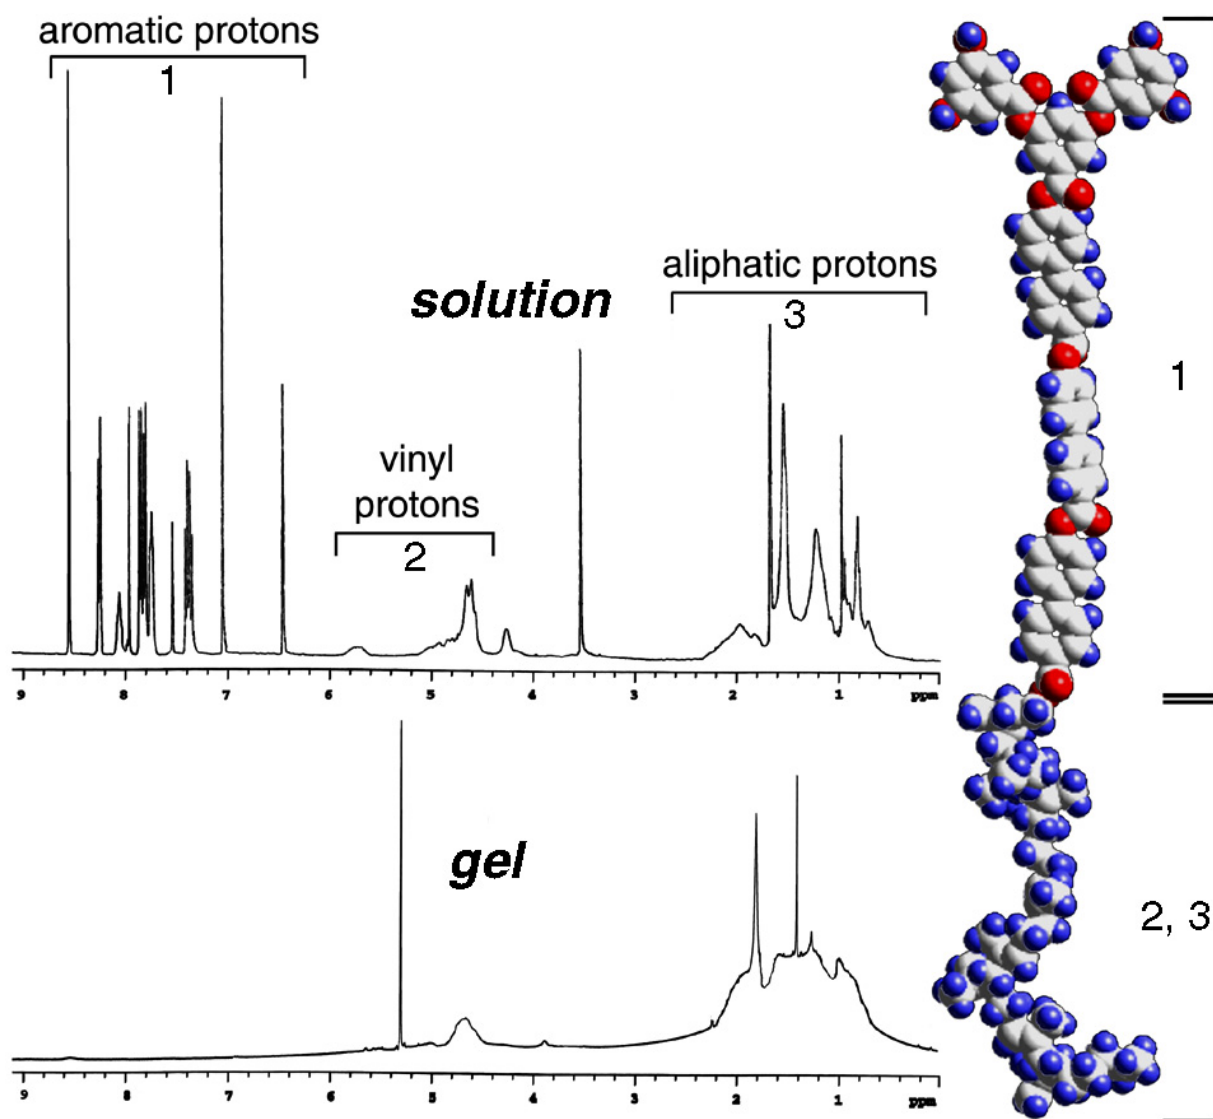 aromatic protons
1
solution
aliphatic protons
3
vinyl
protons
2
9 8 7 6 5 4 3 2 1 ppm
gel
9 8 7 6 5 4 3 2 1 ppm
1
2, 3